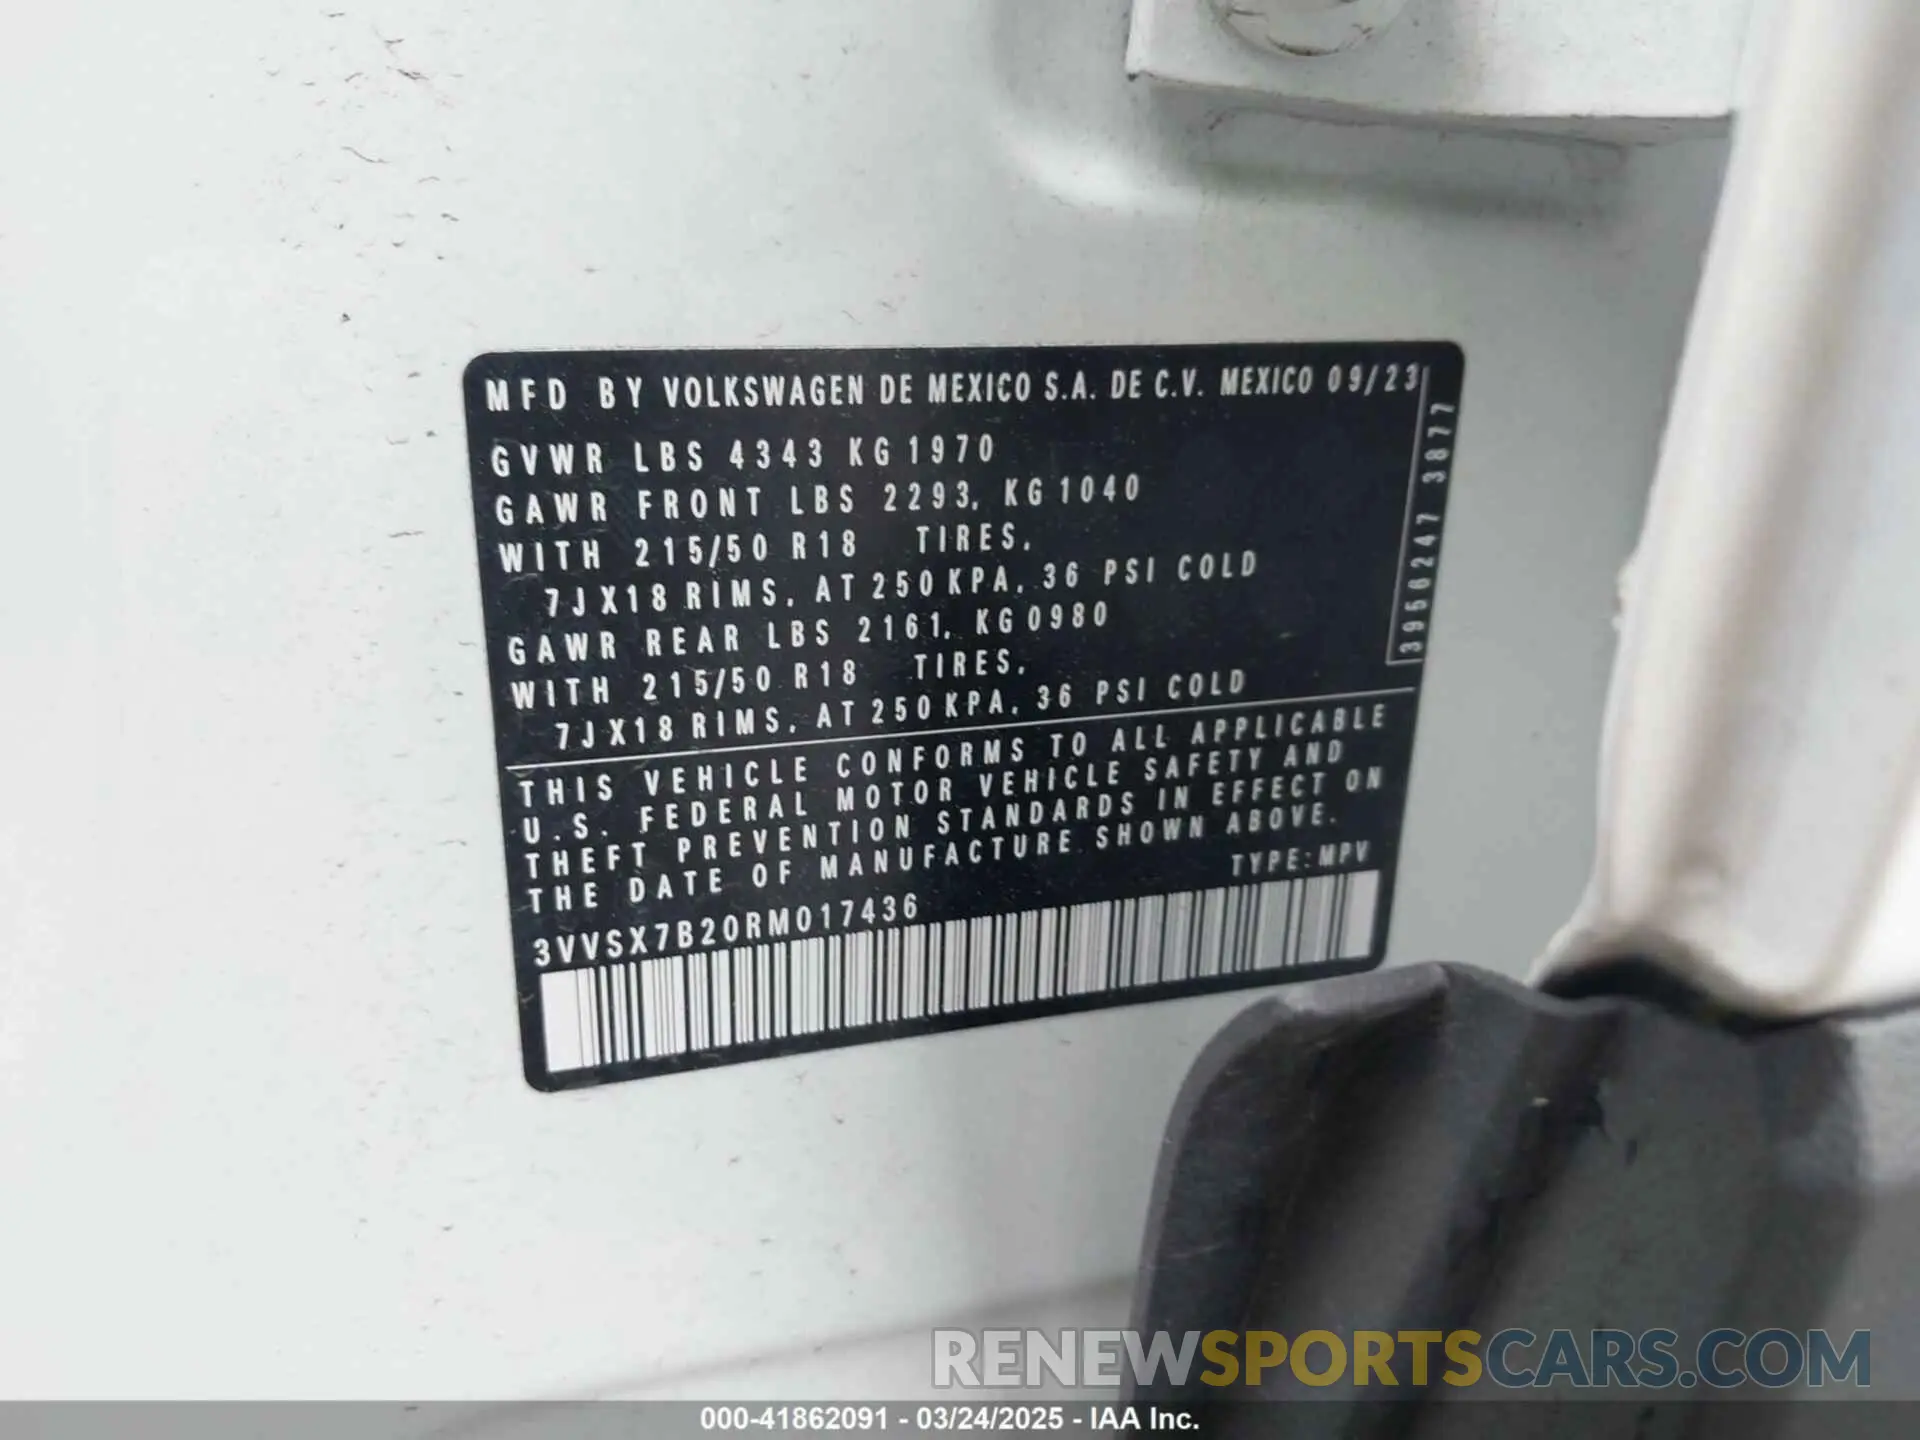 MFD BY VOLKSWAGEN DE MEXICO S.A. DE C.V. MEXICO 09/23
GVWR LBS 4343 KG 1970
GAWR FRONT LBS 2293, KG 1040
WITH 215/50 R18 TIRES,
7JX18 RIMS, AT 250 KPA, 36 PSI COLD
GAWR REAR LBS 2161, KG 0980
WITH 215/50 R18 TIRES,
7JX18 RIMS, AT 250 KPA, 36 PSI COLD
3956247 3877
THIS VEHICLE CONFORMS TO ALL APPLICABLE
U.S. FEDERAL MOTOR VEHICLE SAFETY AND
THEFT PREVENTION STANDARDS IN EFFECT ON
THE DATE OF MANUFACTURE SHOWN ABOVE.
TYPE: MPV
3VVSX7B20RM017436
RENEWSPORTSCARS.COM
000-41862091 - 03/24/2025 - IAA Inc.